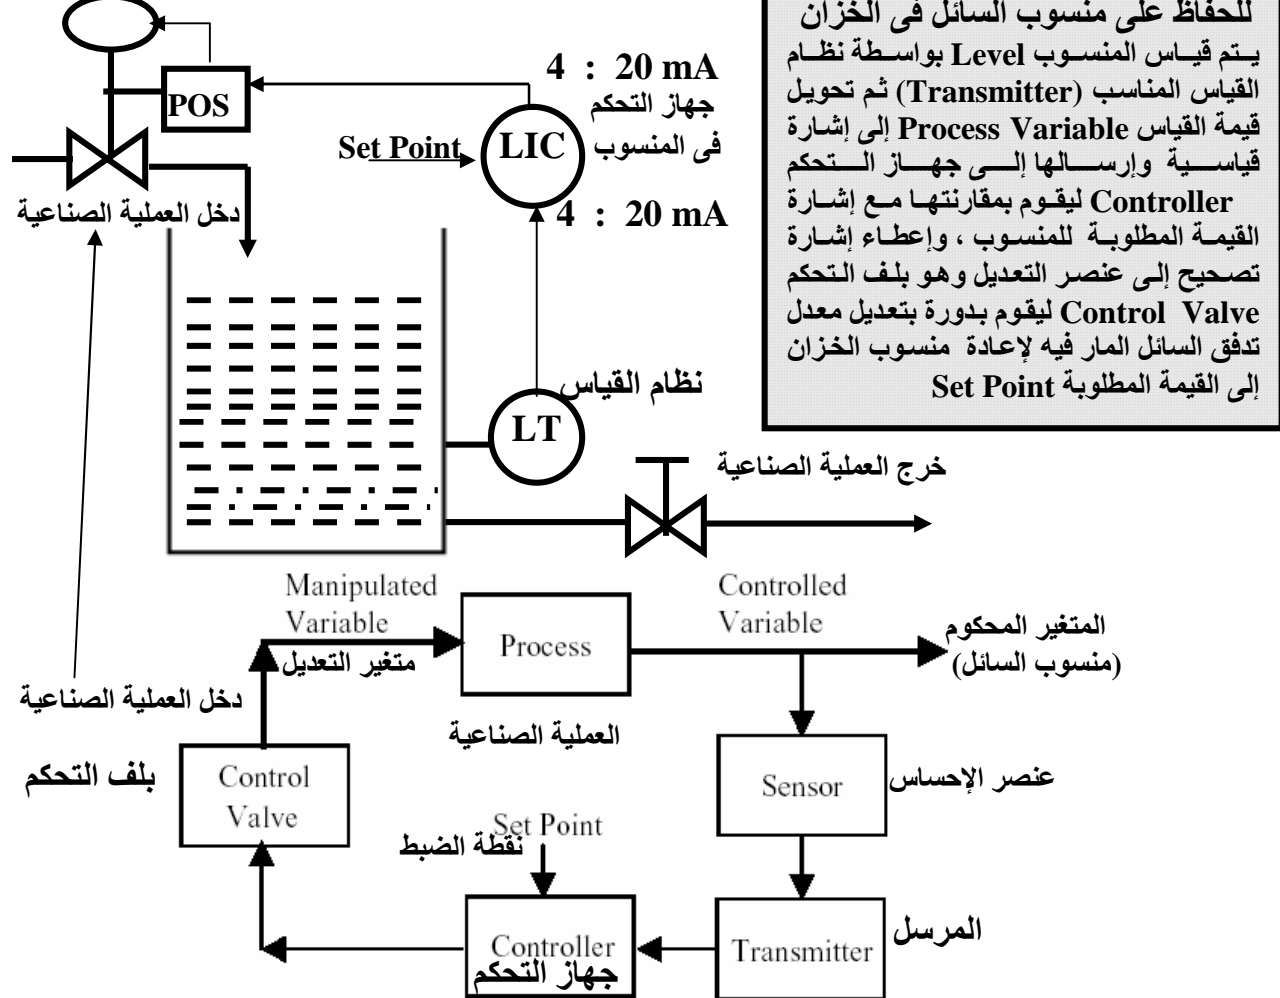 للحفاظ على منسوب السائل فى الخزان
يتم قياس المنسوب Level بواسطة نظام
القياس المناسب (Transmitter) ثم تحويل
قيمة القياس Process Variable إلى إشارة
قياسية وإرسالها إلى جهاز التحكم
Controller ليقوم بمقارنتها مع إشارة
القيمة المطلوبة للمنسوب ، وإعطاء إشارة
تصحيح إلى عنصر التعديل وهو بلف التحكم
Control Valve ليقوم بدورة بتعديل معدل
تدفق السائل المار فيه لإعادة منسوب الخزان
إلى القيمة المطلوبة Set Point
4 : 20 mA
جهاز التحكم
فى المنسوب
POS
Set Point
LIC
4 : 20 mA
دخل العملية الصناعية
نظام القياس
LT
خرج العملية الصناعية
Manipulated
Variable
متغير التعديل
Process
العملية الصناعية
Controlled
Variable
المتغير المحكوم
(منسوب السائل)
دخل العملية الصناعية
بلف التحكم
Control
Valve
Sensor
عنصر الإحساس
Set Point
نقطة الضبط
Controller
جهاز التحكم
Transmitter
المرسل